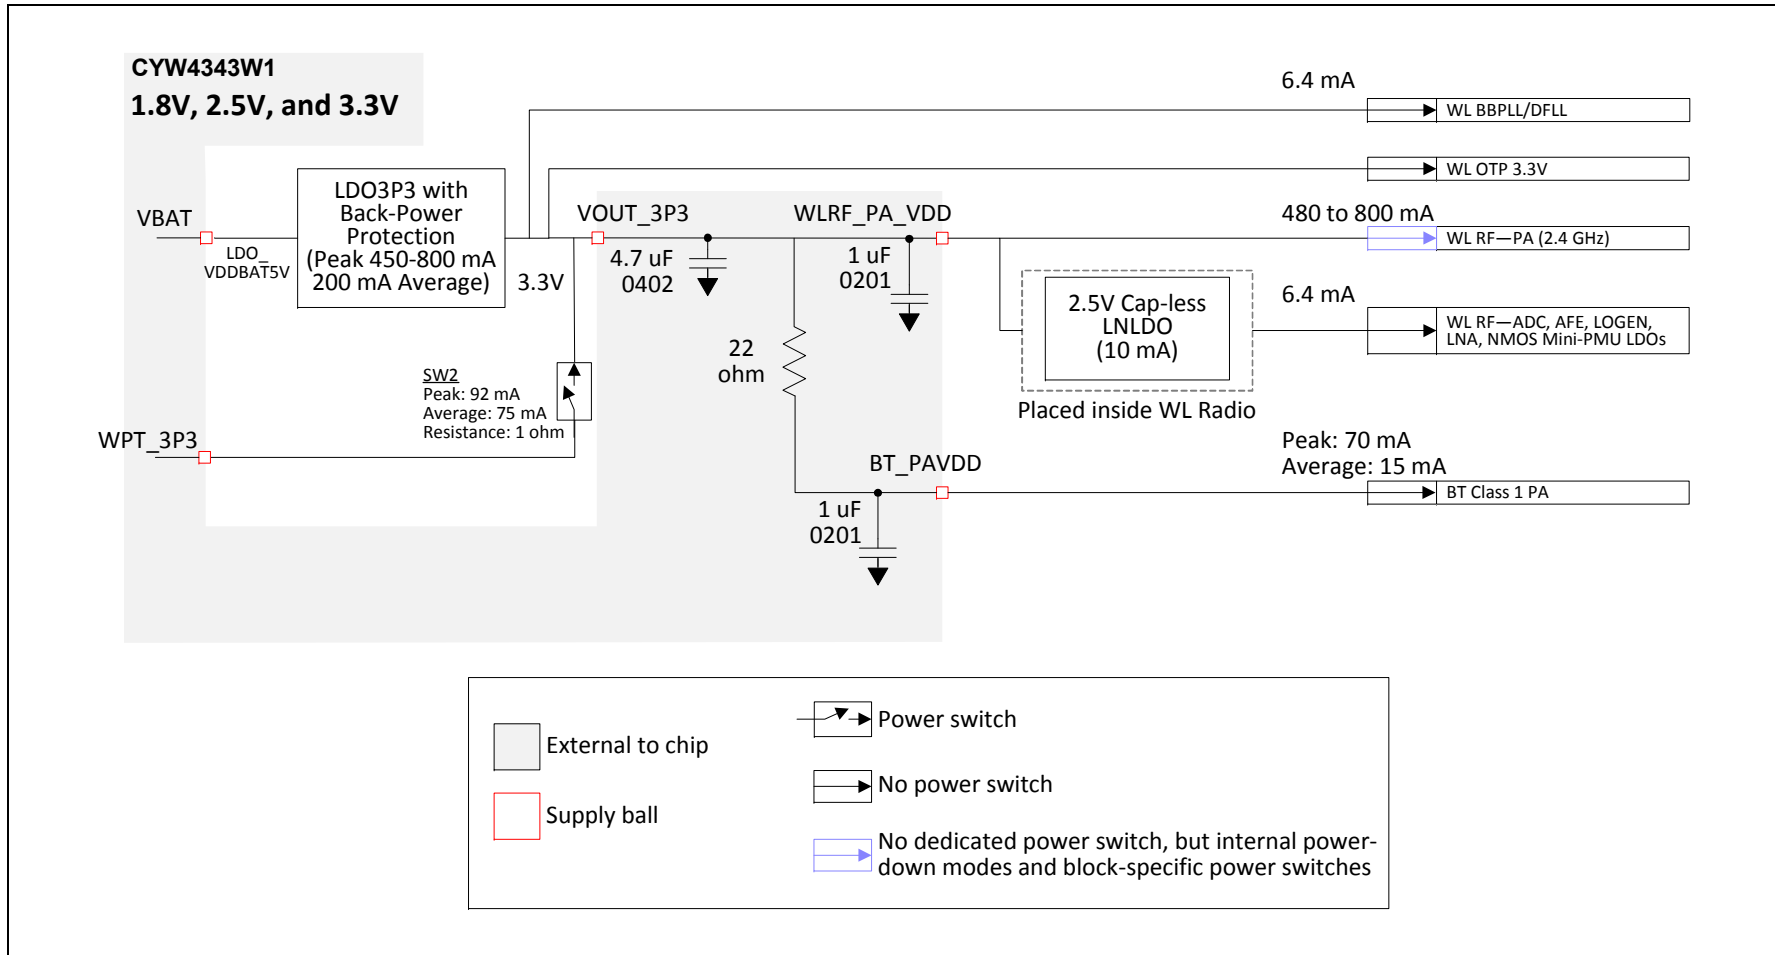 CYW4343W1
1.8V, 2.5V, and 3.3V
6.4 mA
WL BBPLL/DFLL
WL OTP 3.3V
LDO3P3 with
Back-Power
Protection
(Peak 450-800 mA
200 mA Average)
VBAT
LDO_
VDDBAT5V
3.3V
VOUT_3P3
4.7 uF
0402
WLRF_PA_VDD
1 uF
0201
480 to 800 mA
WL RF—PA (2.4 GHz)
2.5V Cap-less
LNLDO
(10 mA)
Placed inside WL Radio
6.4 mA
WL RF—ADC, AFE, LOGEN,
LNA, NMOS Mini-PMU LDOs
22
ohm
SW2
Peak: 92 mA
Average: 75 mA
Resistance: 1 ohm
WPT_3P3
BT_PAVDD
1 uF
0201
Peak: 70 mA
Average: 15 mA
BT Class 1 PA
External to chip
Supply ball
Power switch
No power switch
No dedicated power switch, but internal power-
down modes and block-specific power switches